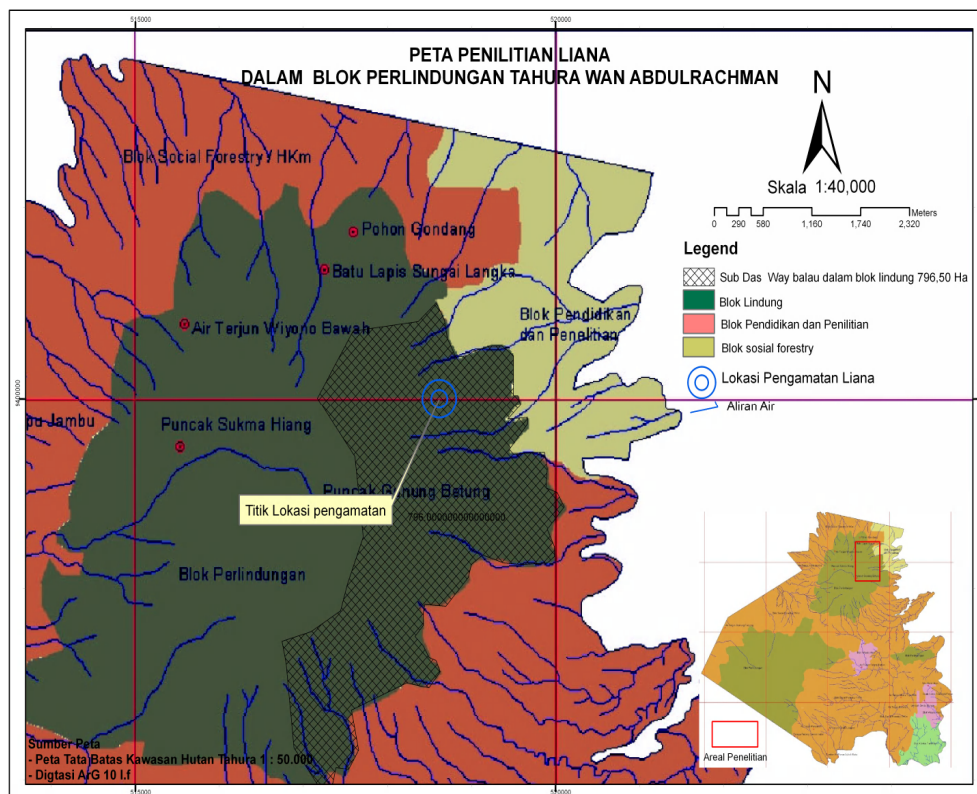 515000
520000
PETA PENILITIAN LIANA
DALAM BLOK PERLINDUNGAN TAHURA WAN ABDULRACHMAN
N
Skala 1:40,000
0 290 580 1,160 1,740 2,320 Meters
Legend
Sub Das Way balau dalam blok lindung 796,50 Ha
Blok Lindung
Blok Pendidikan dan Penilitian
Blok sosial forestry
Lokasi Pengamatan Liana
Aliran Air
Blok Social Forestry / HKm
Pohon Gondang
Batu Lapis Sungai Langka
Air Terjun Wiyono Bawah
Blok Pendidikan
dan Penelitian
Jambu
Puncak Sukma Hiang
Titik Lokasi pengamatan
Puncak Gunung Batung
Blok Perlindungan
Sumber Peta
- Peta Tata Batas Kawasan Hutan Tahura 1 : 50.000
- Digtasi ArG 10 I.f
515000
520000
Areal Penelitian